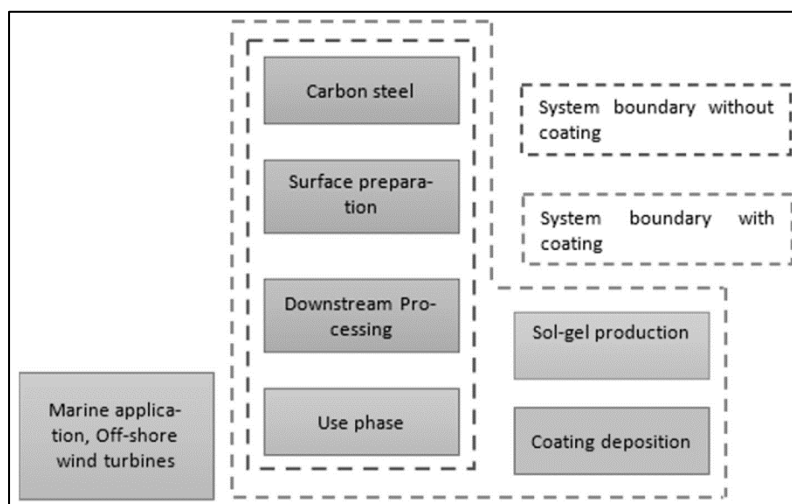 Carbon steel
Surface prepara-
tion
Downstream Pro-
cessing
Use phase
Marine applica-
tion, Off-shore
wind turbines
System boundary without
coating
System boundary with
coating
Sol-gel production
Coating deposition